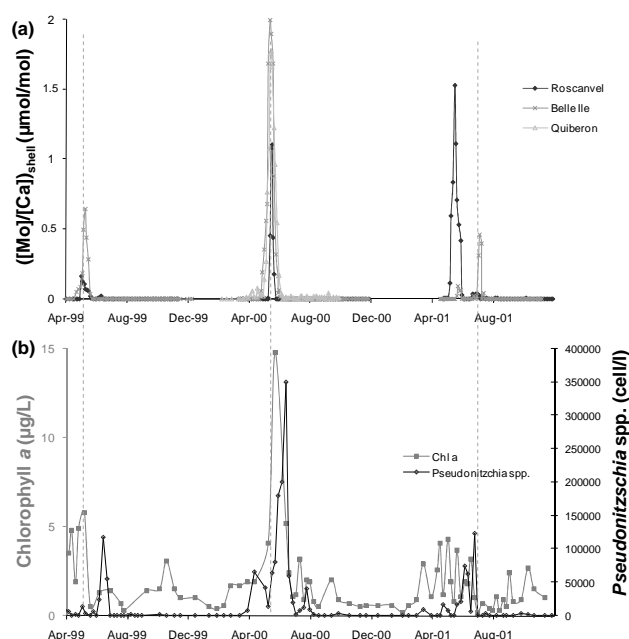 (a)
([Mo]/[Ca])shell (µmol/mol)
2
1.5
1
0.5
0
Roscanvel
Belle Ile
Quiberon
Apr-99 Aug-99 Dec-99 Apr-00 Aug-00 Dec-00 Apr-01 Aug-01
(b)
Chlorophyll a (µg/L)
15
10
5
0
Chl a
Pseudonitzchia spp.
400000
350000
300000
250000
200000
150000
100000
50000
0
Pseudonitzschia spp. (cell/l)
Apr-99 Aug-99 Dec-99 Apr-00 Aug-00 Dec-00 Apr-01 Aug-01